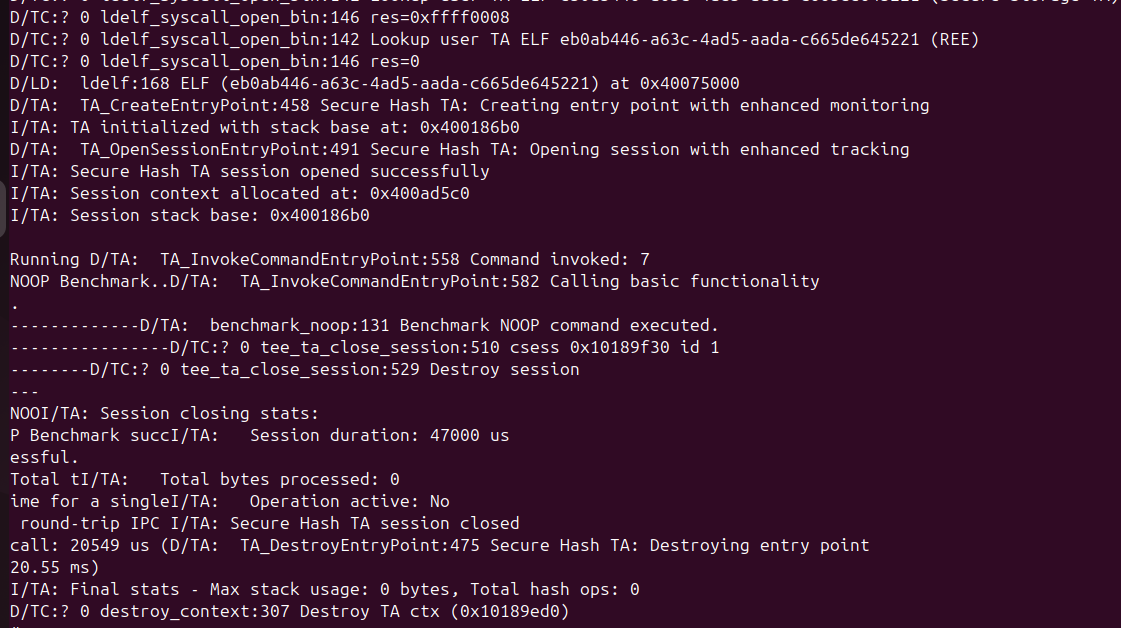 D/TC:? 0 ldelf_syscall_open_bin:146 res=0xffff0008
D/TC:? 0 ldelf_syscall_open_bin:142 Lookup user TA ELF eb0ab446-a63c-4ad5-aada-c665de645221 (REE)
D/TC:? 0 ldelf_syscall_open_bin:146 res=0
D/LD:  ldelf:168 ELF (eb0ab446-a63c-4ad5-aada-c665de645221) at 0x40075000
D/TA:  TA_CreateEntryPoint:458 Secure Hash TA: Creating entry point with enhanced monitoring
I/TA: TA initialized with stack base at: 0x400186b0
D/TA:  TA_OpenSessionEntryPoint:491 Secure Hash TA: Opening session with enhanced tracking
I/TA: Secure Hash TA session opened successfully
I/TA: Session context allocated at: 0x400ad5c0
I/TA: Session stack base: 0x400186b0
Running D/TA:  TA_InvokeCommandEntryPoint:558 Command invoked: 7
NOOP Benchmark..D/TA:  TA_InvokeCommandEntryPoint:582 Calling basic functionality
.
-------------D/TA:  benchmark_noop:131 Benchmark NOOP command executed.
----------------D/TC:? 0 tee_ta_close_session:510 csess 0x10189f30 id 1
--------D/TC:? 0 tee_ta_close_session:529 Destroy session
---
NOOI/TA: Session closing stats:
P Benchmark succI/TA:   Session duration: 47000 us
essful.
Total tI/TA:   Total bytes processed: 0
ime for a singleI/TA:   Operation active: No
 round-trip IPC I/TA: Secure Hash TA session closed
call: 20549 us (D/TA:  TA_DestroyEntryPoint:475 Secure Hash TA: Destroying entry point
20.55 ms)
I/TA: Final stats - Max stack usage: 0 bytes, Total hash ops: 0
D/TC:? 0 destroy_context:307 Destroy TA ctx (0x10189ed0)